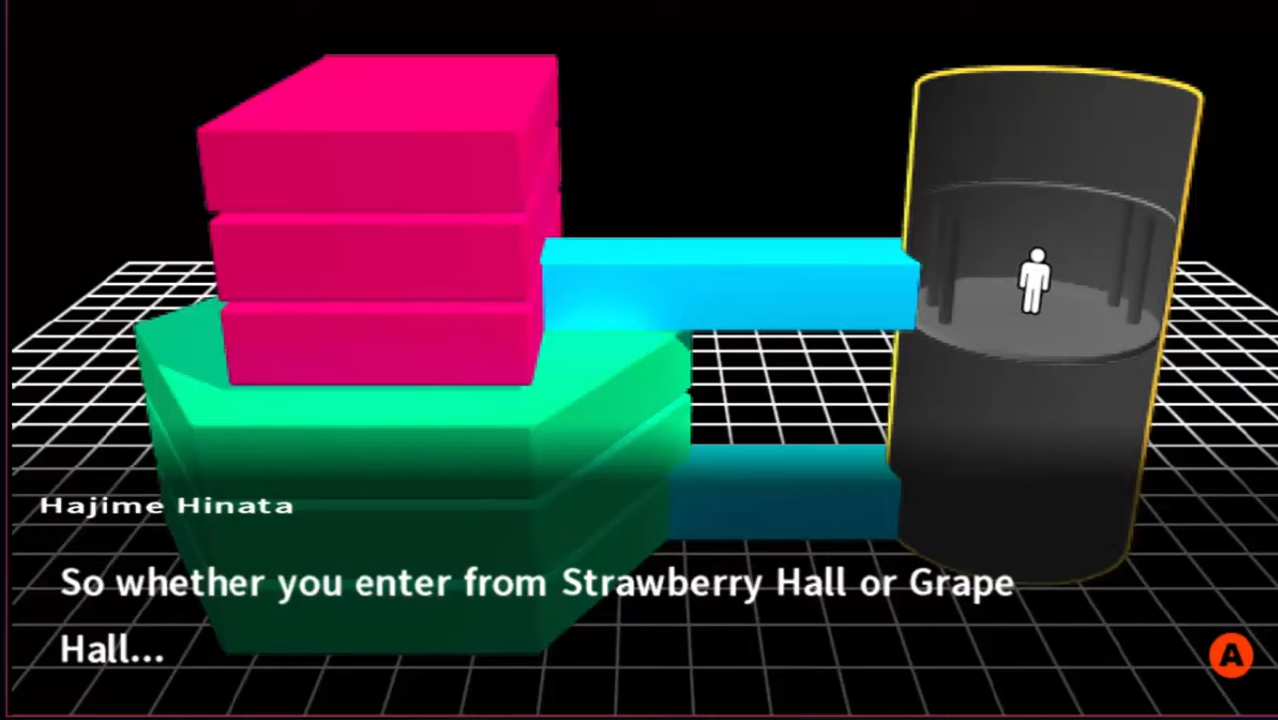 Hajime Hinata
So whether you enter from Strawberry Hall or Grape
Hall...
A